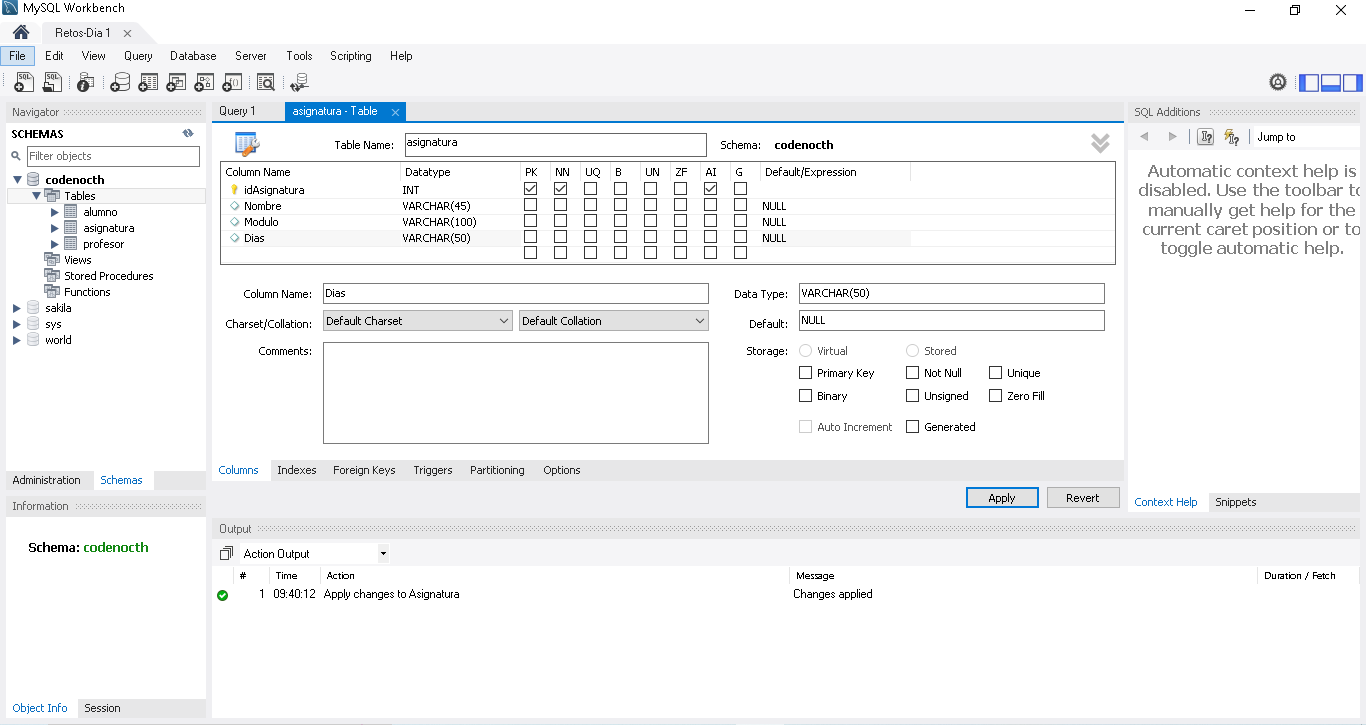 MySQL Workbench
Retos-Dia 1
File Edit View Query Database Server Tools Scripting Help
Navigator
SCHEMAS
Filter objects
codenocth
Tables
alumno
asignatura
profesor
Views
Stored Procedures
Functions
sakila
sys
world
Administration Schemas
Information
Schema: codenocth
Object Info Session
Query 1 asignatura - Table
Table Name: asignatura Schema: codenocth
Column Name Datatype PK NN UQ B UN ZF AI G Default/Expression
idAsignatura INT
Nombre VARCHAR(45) NULL
Modulo VARCHAR(100) NULL
Dias VARCHAR(50) NULL
Column Name: Dias Data Type: VARCHAR(50)
Charset/Collation: Default Charset Default Collation Default: NULL
Comments: Storage: Virtual Stored
Primary Key Not Null Unique
Binary Unsigned Zero Fill
Auto Increment Generated
Columns Indexes Foreign Keys Triggers Partitioning Options
Apply Revert
Output
Action Output
# Time Action Message Duration / Fetch
1 09:40:12 Apply changes to Asignatura Changes applied
SQL Additions
Jump to
Automatic context help is
disabled. Use the toolbar to
manually get help for the
current caret position or to
toggle automatic help.
Context Help Snippets